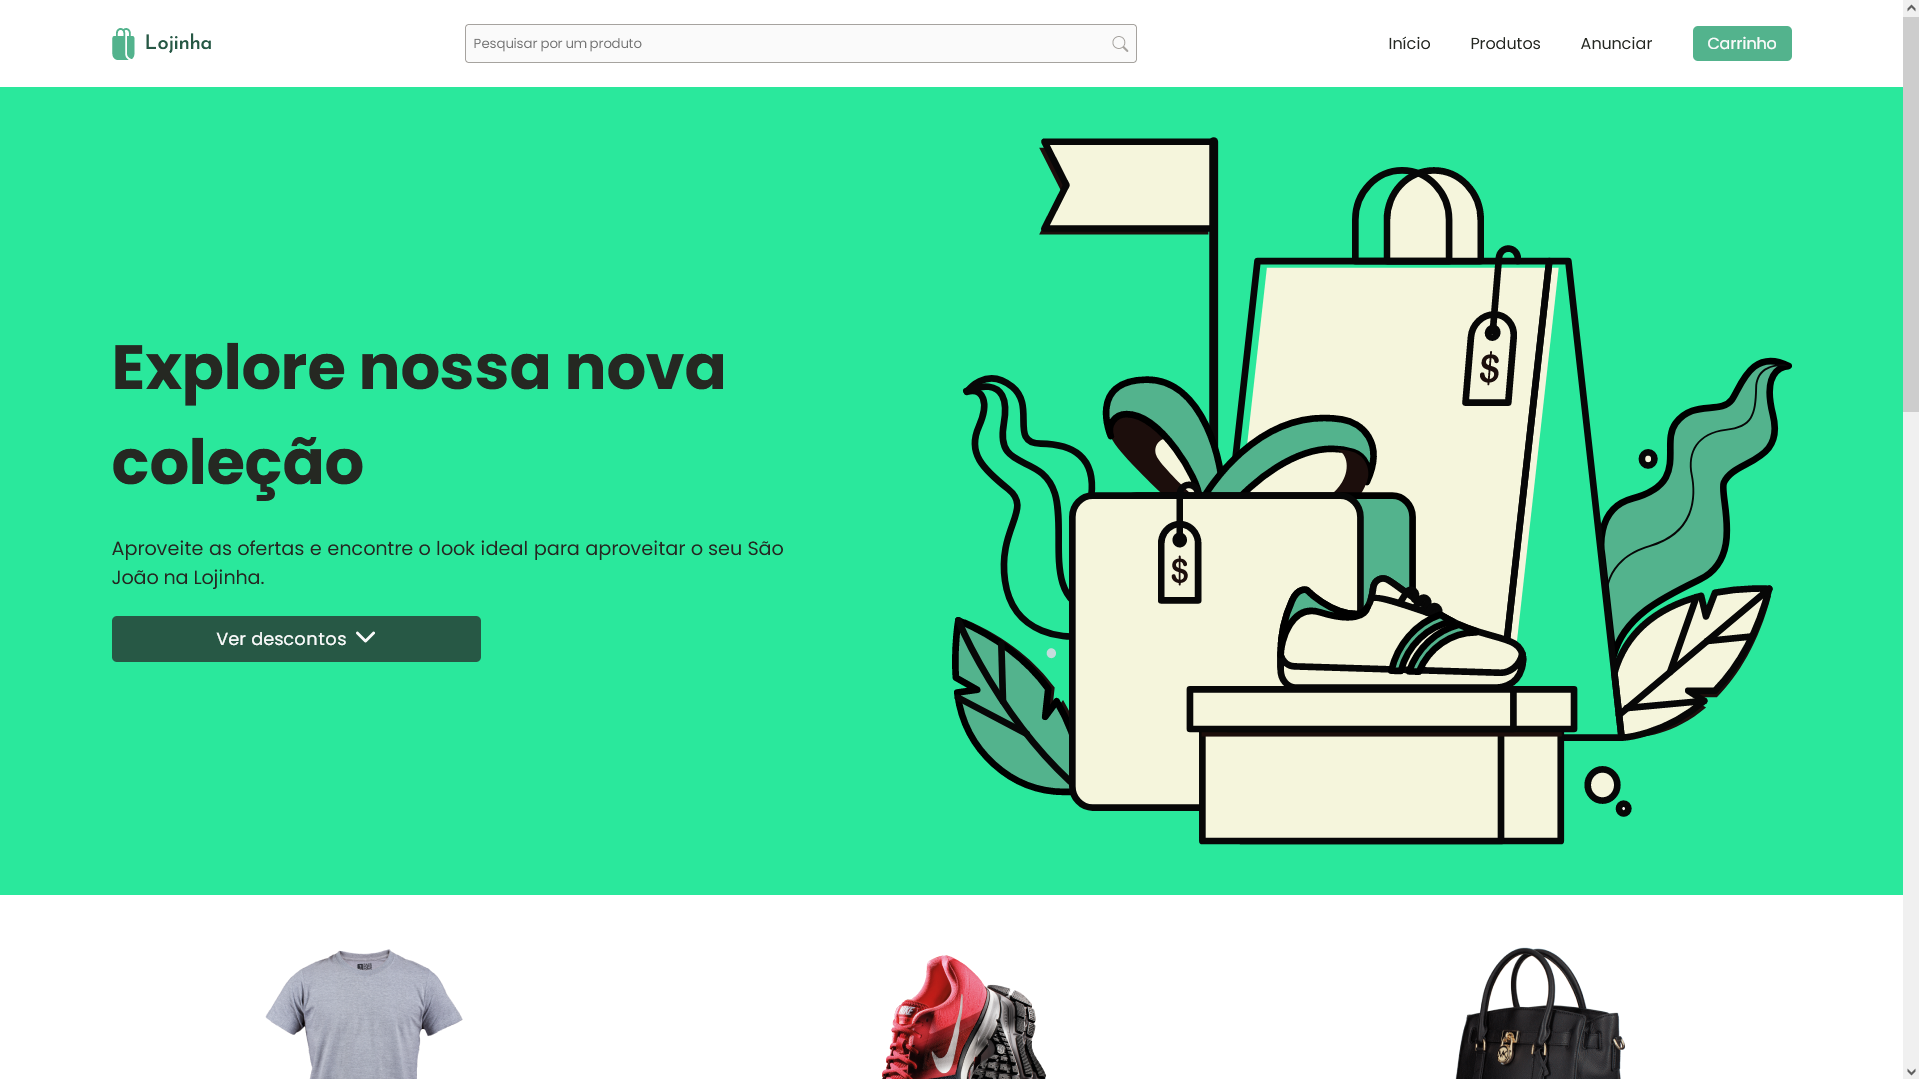 Lojinha
Pesquisar por um produto
Início
Produtos
Anunciar
Carrinho
Explore nossa nova
coleção
Aproveite as ofertas e encontre o look ideal para aproveitar o seu São
João na Lojinha.
Ver descontos
$
$